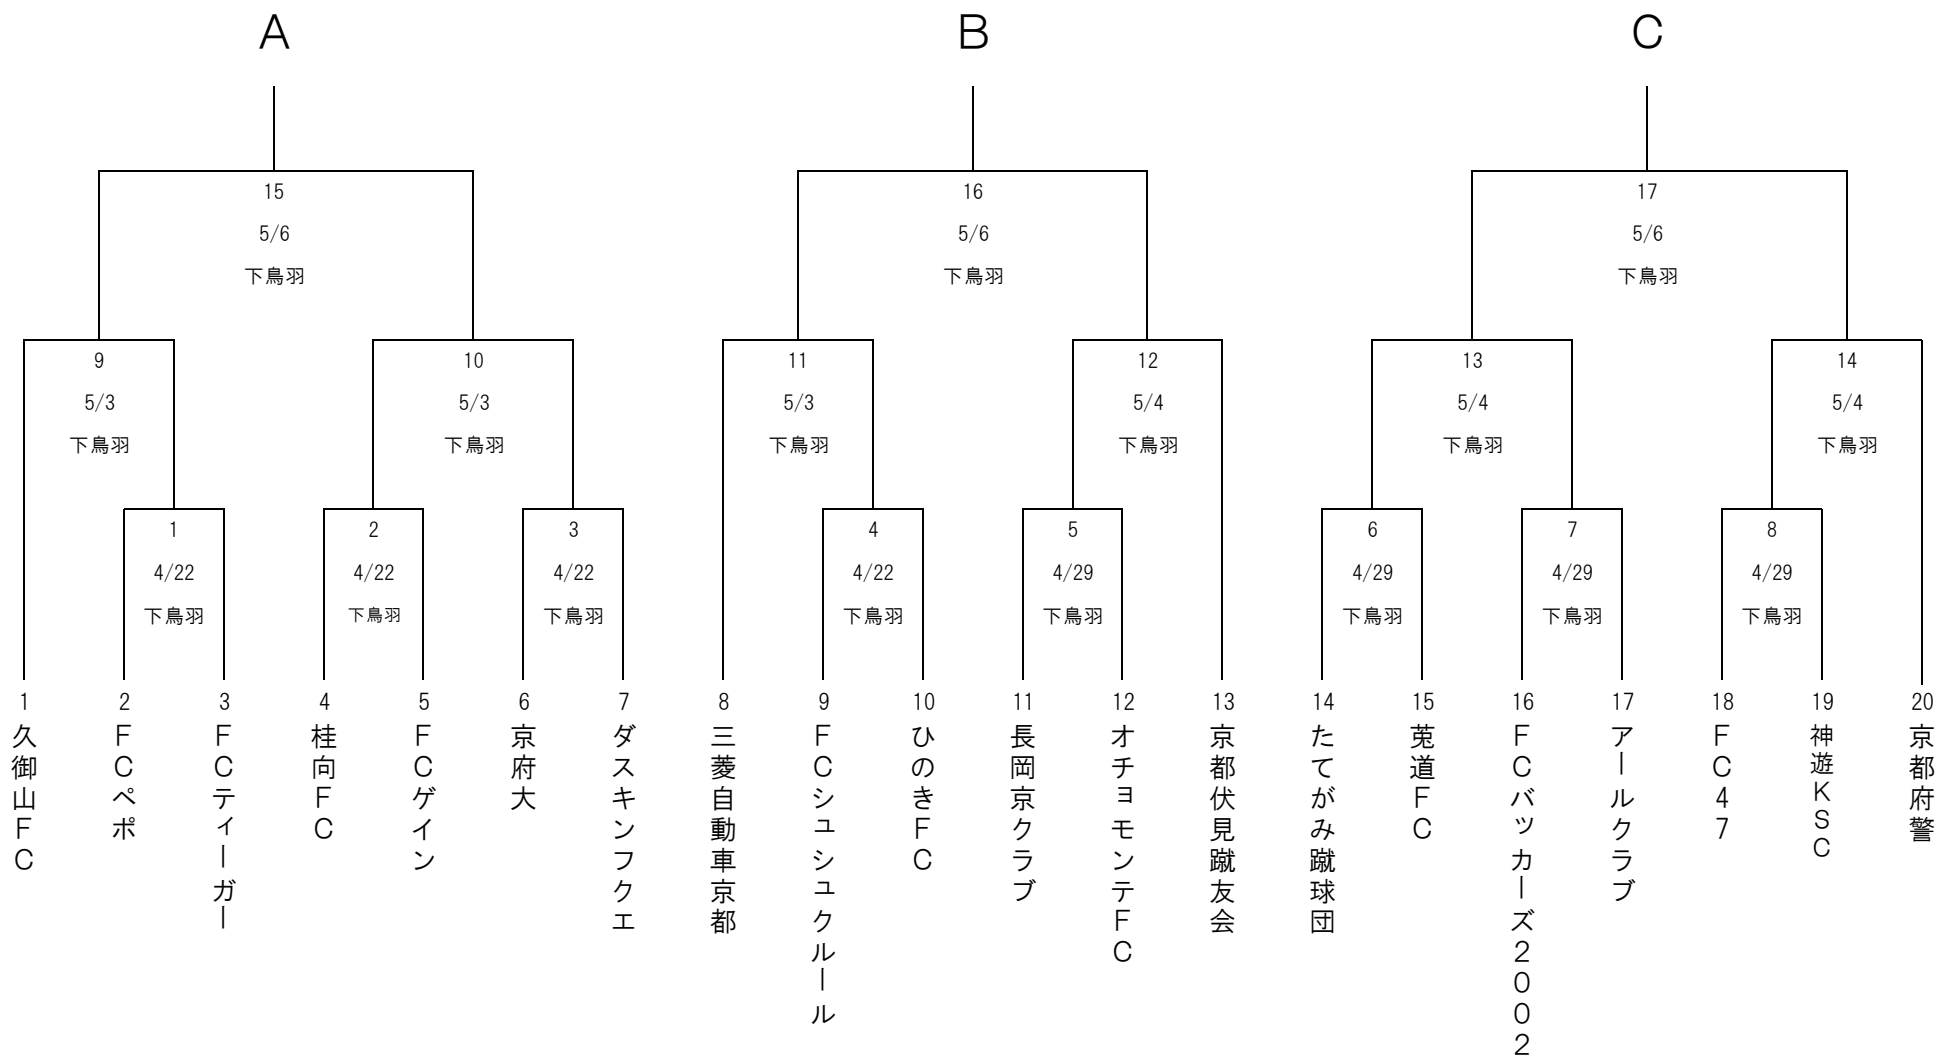 A
B
C
15
5/6
下鳥羽
16
5/6
下鳥羽
17
5/6
下鳥羽
9
5/3
下鳥羽
10
5/3
下鳥羽
11
5/3
下鳥羽
12
5/4
下鳥羽
13
5/4
下鳥羽
14
5/4
下鳥羽
1
4/22
下鳥羽
2
4/22
下鳥羽
3
4/22
下鳥羽
4
4/22
下鳥羽
5
4/29
下鳥羽
6
4/29
下鳥羽
7
4/29
下鳥羽
8
4/29
下鳥羽
1
久御山FC
2
FCペポ
3
FCティーガー
4
桂向FC
5
FCゲイン
6
京府大
7
ダスキンフクエ
8
三菱自動車京都
9
FCシュシュクルール
10
ひのきFC
11
長岡京クラブ
12
オチョモンテFC
13
京都伏見蹴友会
14
たてがみ蹴球団
15
莵道FC
16
FCバッカーズ2002
17
アールクラブ
18
FC47
19
神遊KSC
20
京都府警